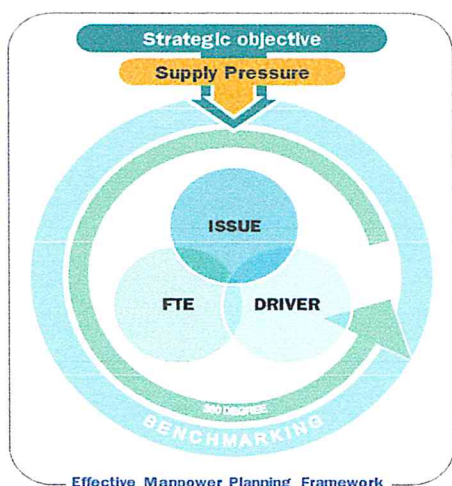 Strategic objective
Supply Pressure
ISSUE
FTE
DRIVER
360 DEGREE
BENCHMARKING
Effective Manpower Planning Framework